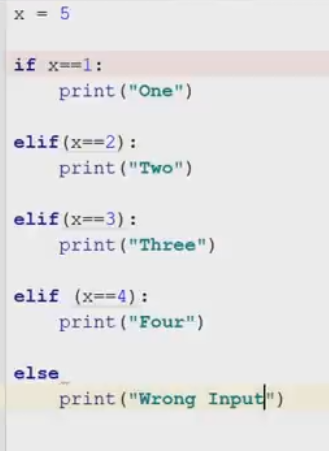 x = 5
if x==1:
print("One")
elif(x==2):
print("Two")
elif(x==3):
print("Three")
elif (x==4):
print("Four")
else
print("Wrong Input")